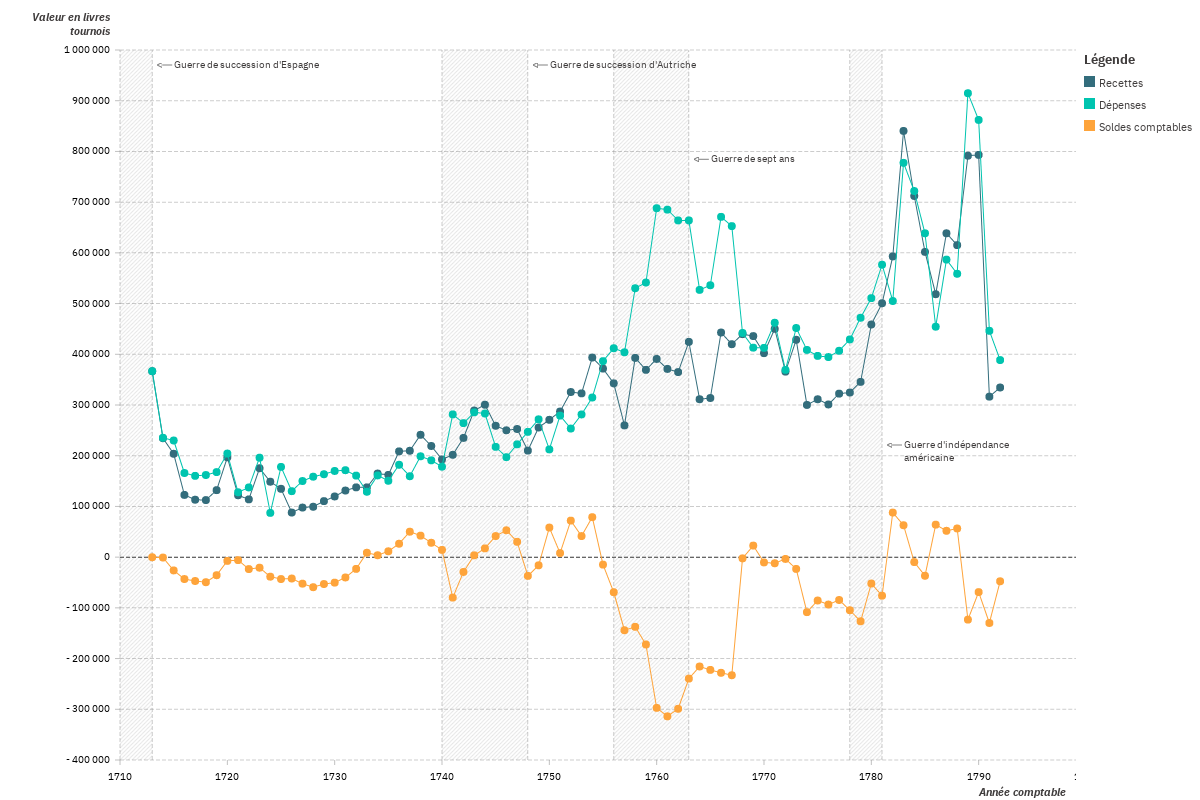 Valeur en livres
tournois
1 000 000
900 000
800 000
700 000
600 000
500 000
400 000
300 000
200 000
100 000
0
- 100 000
- 200 000
- 300 000
- 400 000
Guerre de succession d'Espagne
Guerre de succession d'Autriche
Guerre de sept ans
Guerre d'indépendance
américaine
1710
1720
1730
1740
1750
1760
1770
1780
1790
Année comptable
Légende
Recettes
Dépenses
Soldes comptables